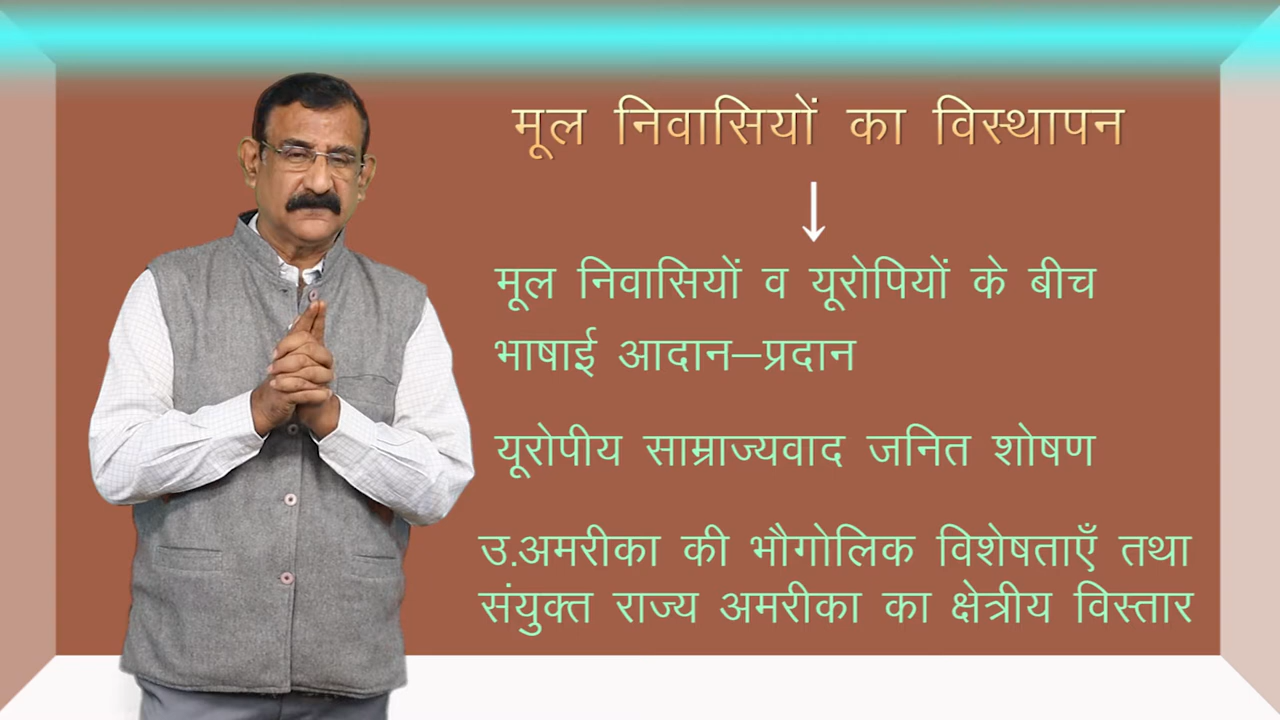 मूल निवासियों का विस्थापन
मूल निवासियों व यूरोपियों के बीच
भाषाई आदान–प्रदान
यूरोपीय साम्राज्यवाद जनित शोषण
उ.अमरीका की भौगोलिक विशेषताएँ तथा
संयुक्त राज्य अमरीका का क्षेत्रीय विस्तार